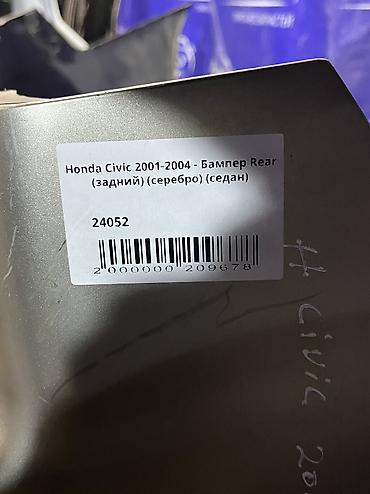 Honda Civic 2001-2004 - Бампер Rear
(задний) (серебро) (седан)
24052
2 000000 209678
H Civic 20